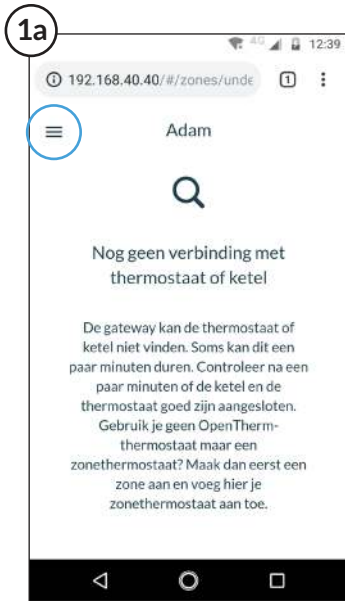 1a
4G 12:39
192.168.40.40/#/zones/unde 1
Adam
Nog geen verbinding met
thermostaat of ketel
De gateway kan de thermostaat of
ketel niet vinden. Soms kan dit een
paar minuten duren. Controleer na een
paar minuten of de ketel en de
thermostaat goed zijn aangesloten.
Gebruik je geen OpenTherm-
thermostaat maar een
zonethermostaat? Maak dan eerst een
zone aan en voeg hier je
zonethermostaat aan toe.